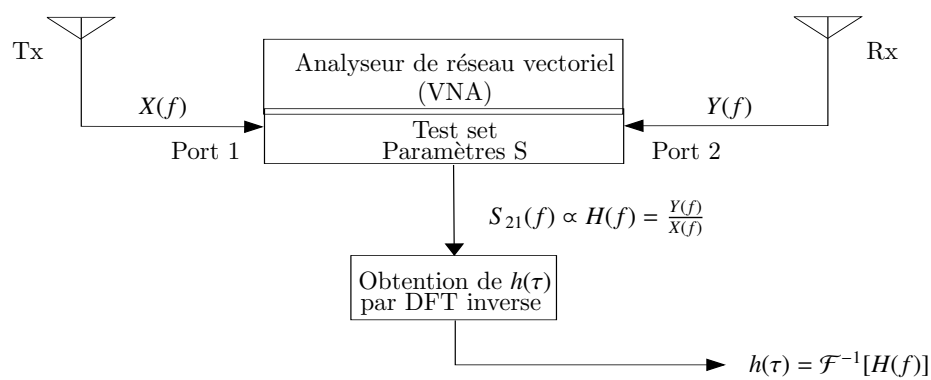 Tx
Rx
Analyseur de réseau vectoriel
(VNA)
X(f)
Y(f)
Test set
Paramètres S
Port 1
Port 2
S₂₁(f) ∝ H(f) = Y(f)/X(f)
Obtention de h(τ)
par DFT inverse
h(τ) = ℱ⁻¹[H(f)]